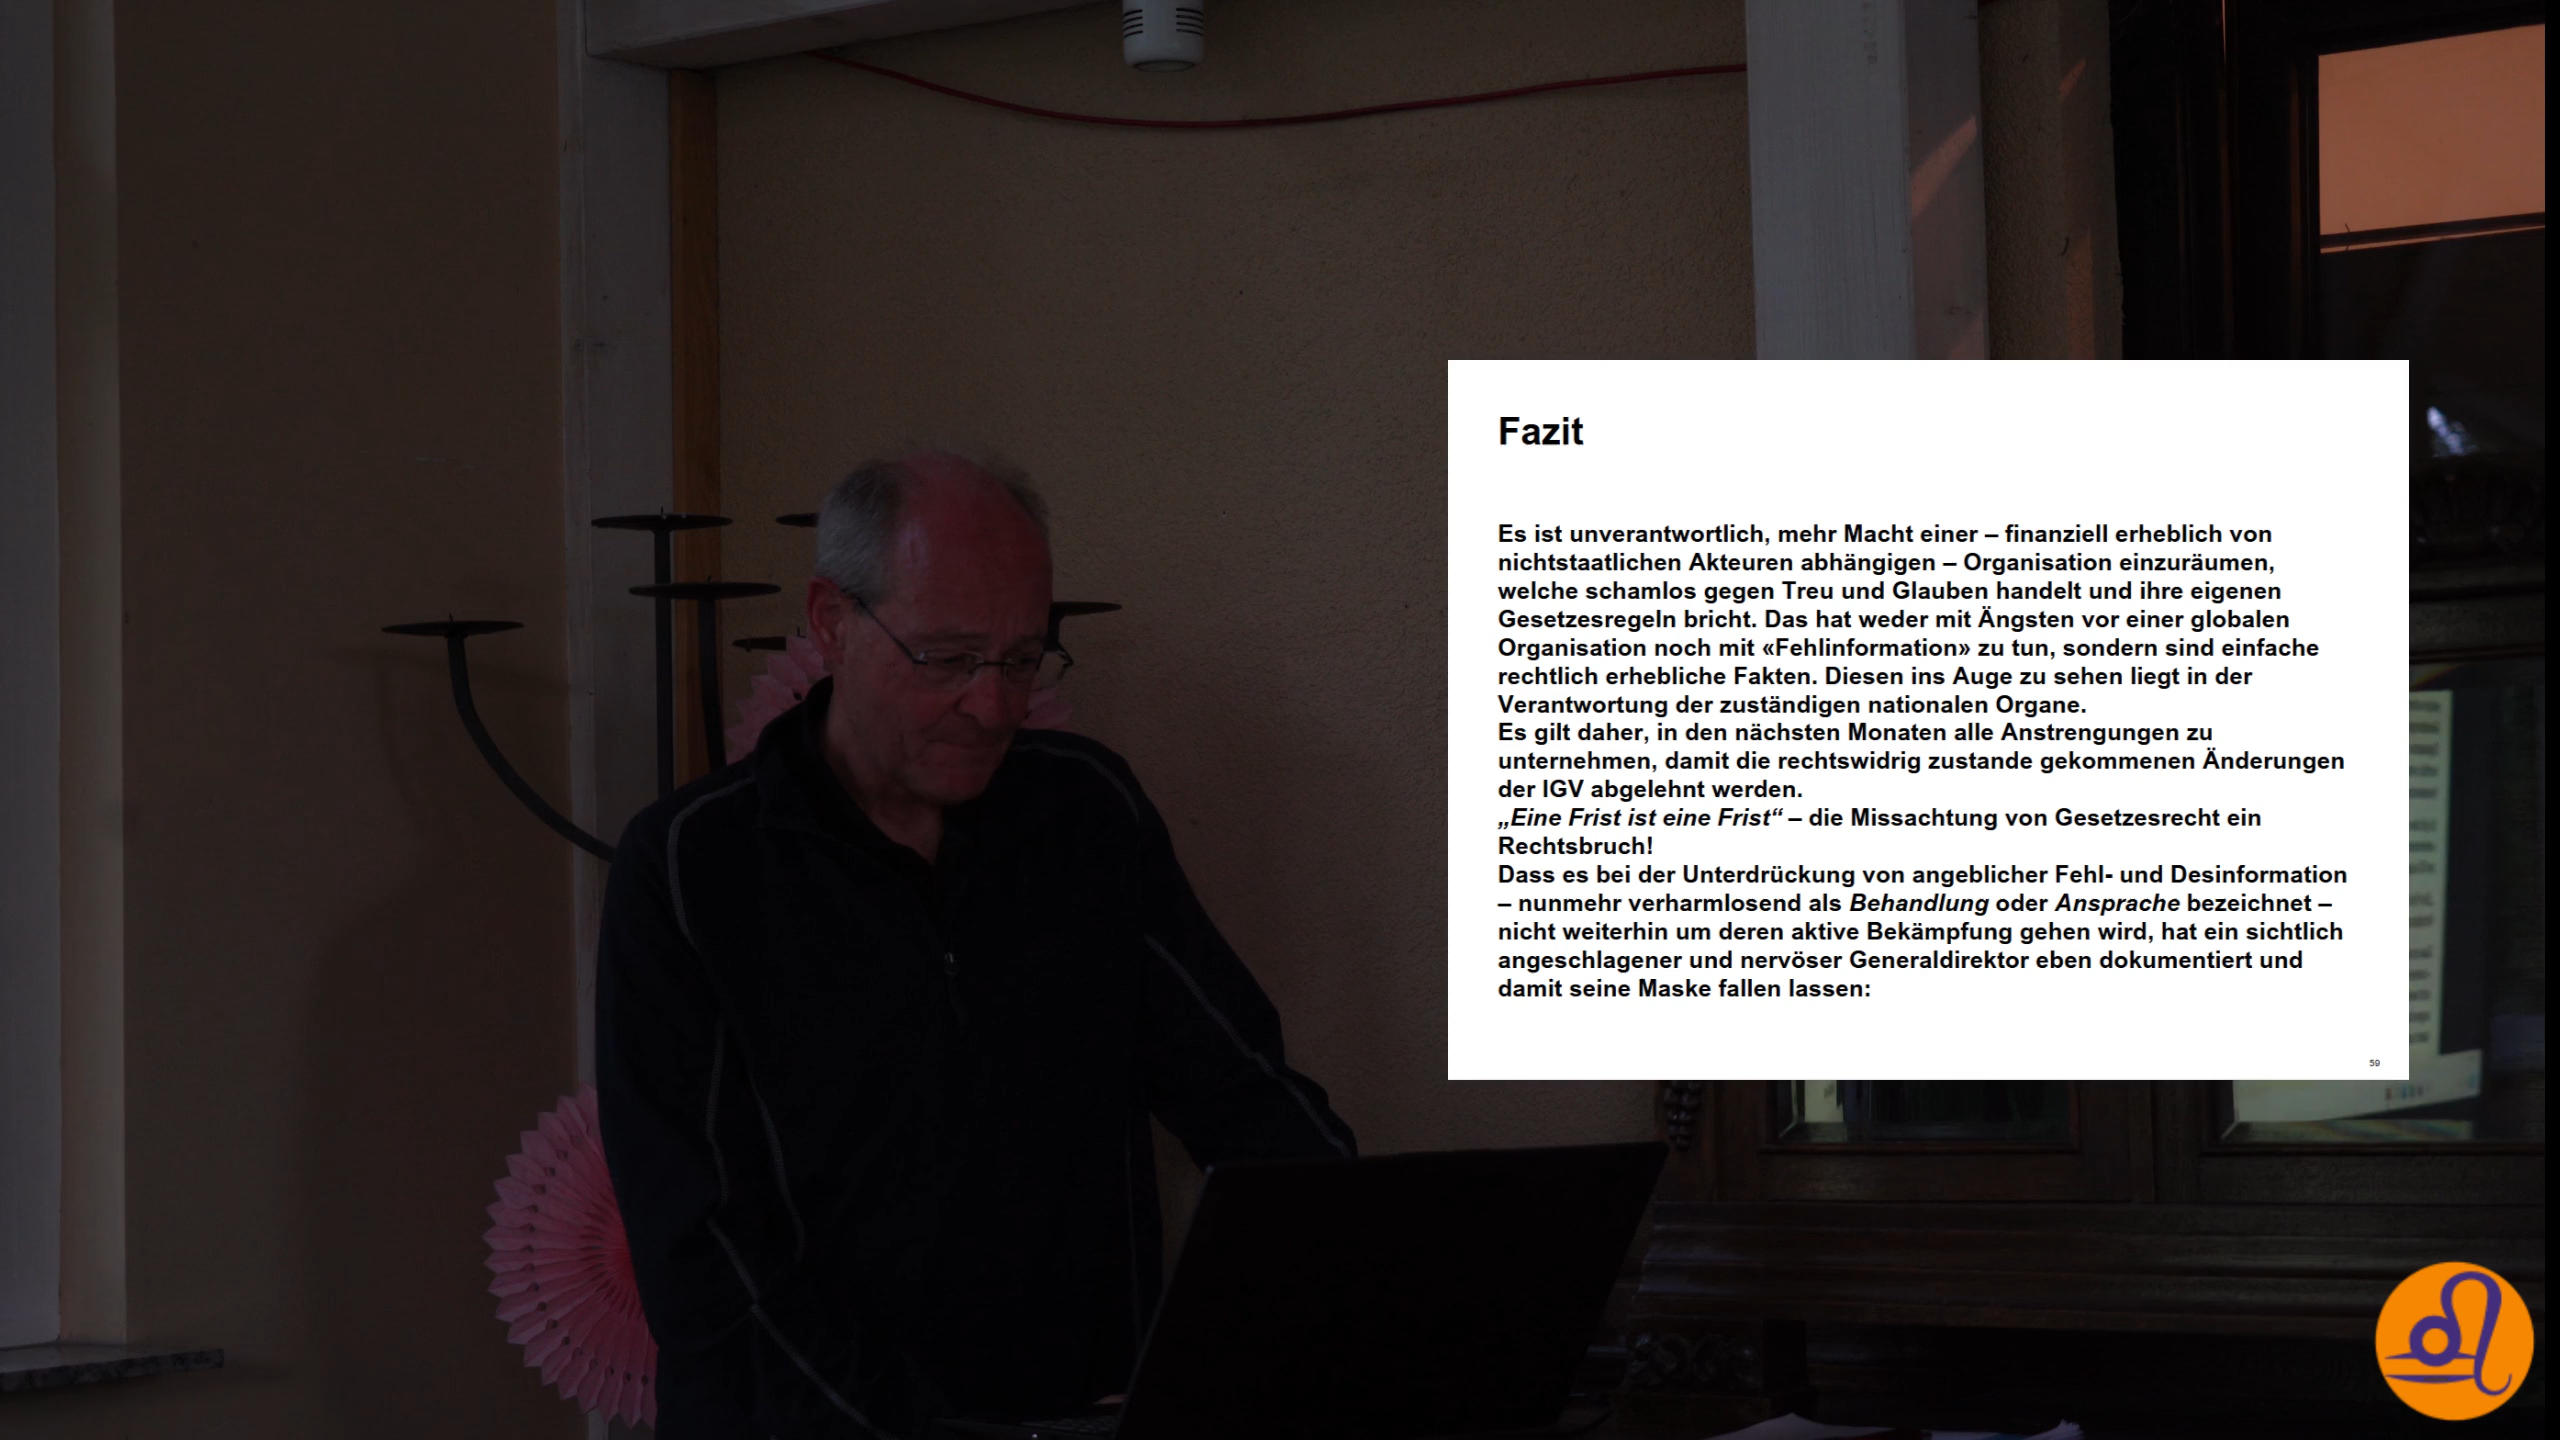 Fazit
Es ist unverantwortlich, mehr Macht einer – finanziell erheblich von
nichtstaatlichen Akteuren abhängigen – Organisation einzuräumen,
welche schamlos gegen Treu und Glauben handelt und ihre eigenen
Gesetzesregeln bricht. Das hat weder mit Ängsten vor einer globalen
Organisation noch mit «Fehlinformation» zu tun, sondern sind einfache
rechtlich erhebliche Fakten. Diesen ins Auge zu sehen liegt in der
Verantwortung der zuständigen nationalen Organe.
Es gilt daher, in den nächsten Monaten alle Anstrengungen zu
unternehmen, damit die rechtswidrig zustande gekommenen Änderungen
der IGV abgelehnt werden.
„Eine Frist ist eine Frist“ – die Missachtung von Gesetzesrecht ein
Rechtsbruch!
Dass es bei der Unterdrückung von angeblicher Fehl- und Desinformation
– nunmehr verharmlosend als Behandlung oder Ansprache bezeichnet –
nicht weiterhin um deren aktive Bekämpfung gehen wird, hat ein sichtlich
angeschlagener und nervöser Generaldirektor eben dokumentiert und
damit seine Maske fallen lassen:
59